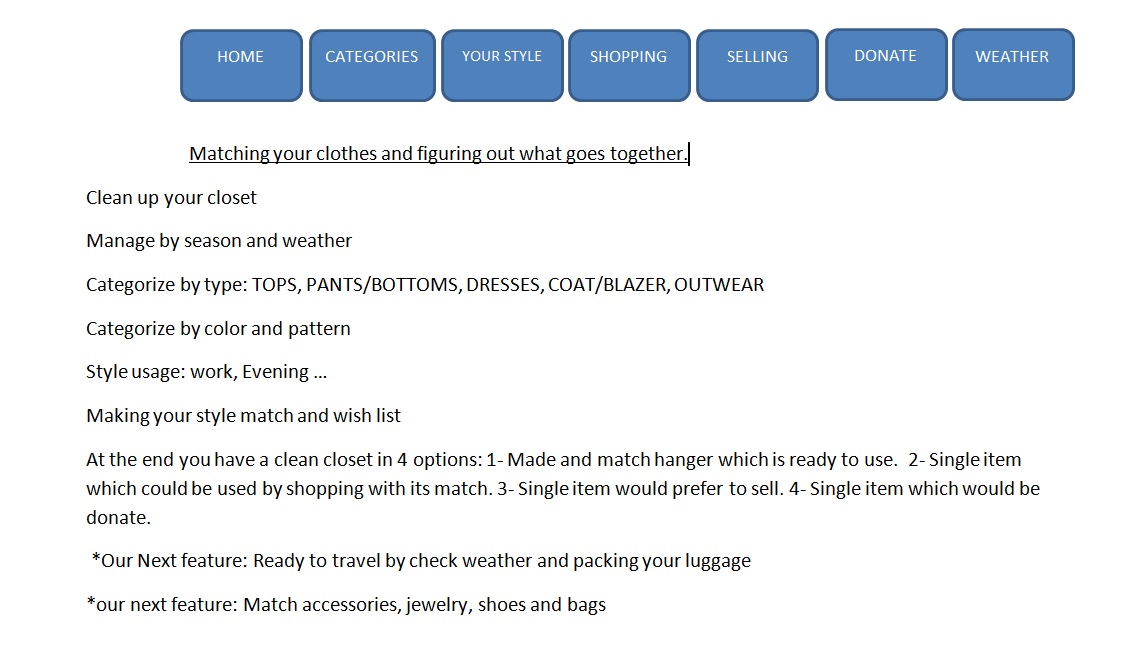 HOME CATEGORIES YOUR STYLE SHOPPING SELLING DONATE WEATHER
Matching your clothes and figuring out what goes together.
Clean up your closet
Manage by season and weather
Categorize by type: TOPS, PANTS/BOTTOMS, DRESSES, COAT/BLAZER, OUTWEAR
Categorize by color and pattern
Style usage: work, Evening ...
Making your style match and wish list
At the end you have a clean closet in 4 options: 1- Made and match hanger which is ready to use.  2- Single item
which could be used by shopping with its match. 3- Single item would prefer to sell. 4- Single item which would be
donate.
*Our Next feature: Ready to travel by check weather and packing your luggage
*our next feature: Match accessories, jewelry, shoes and bags